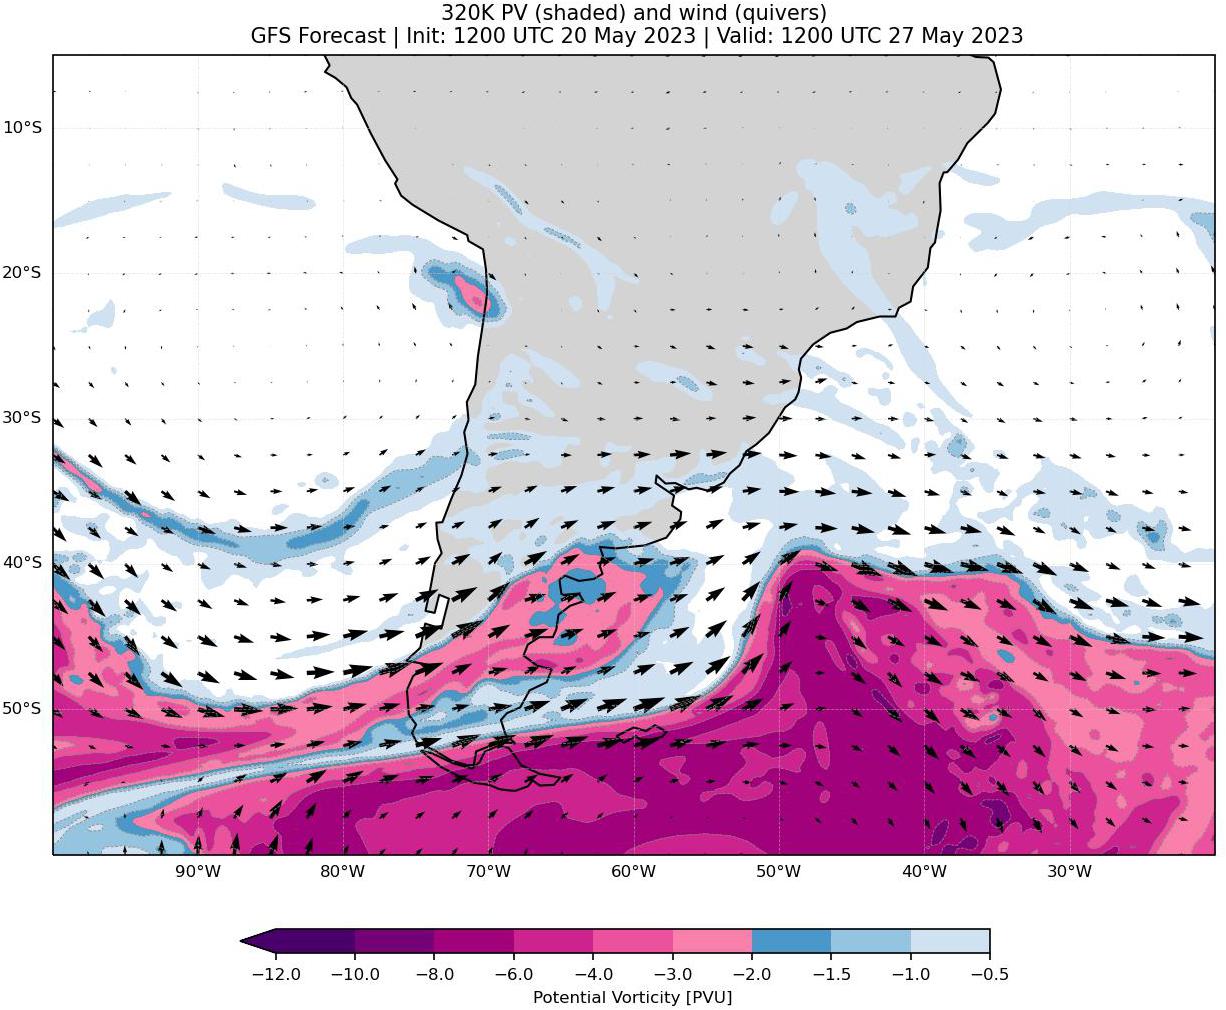 320K PV (shaded) and wind (quivers)
GFS Forecast | Init: 1200 UTC 20 May 2023 | Valid: 1200 UTC 27 May 2023
10°S
20°S
30°S
40°S
50°S
90°W 80°W 70°W 60°W 50°W 40°W 30°W
−12.0 −10.0 −8.0 −6.0 −4.0 −3.0 −2.0 −1.5 −1.0 −0.5
Potential Vorticity [PVU]